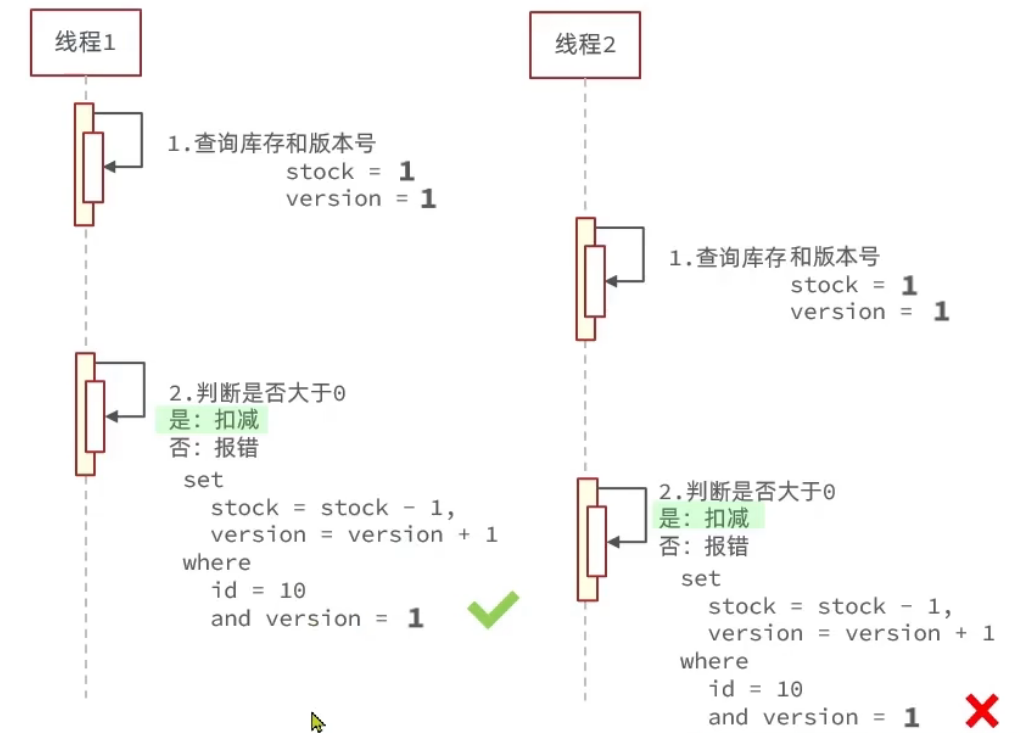 线程1
1.查询库存和版本号
stock = 1
version = 1
2.判断是否大于0
是：扣减
否：报错
set
stock = stock - 1,
version = version + 1
where
id = 10
and version = 1
线程2
1.查询库存和版本号
stock = 1
version = 1
2.判断是否大于0
是：扣减
否：报错
set
stock = stock - 1,
version = version + 1
where
id = 10
and version = 1